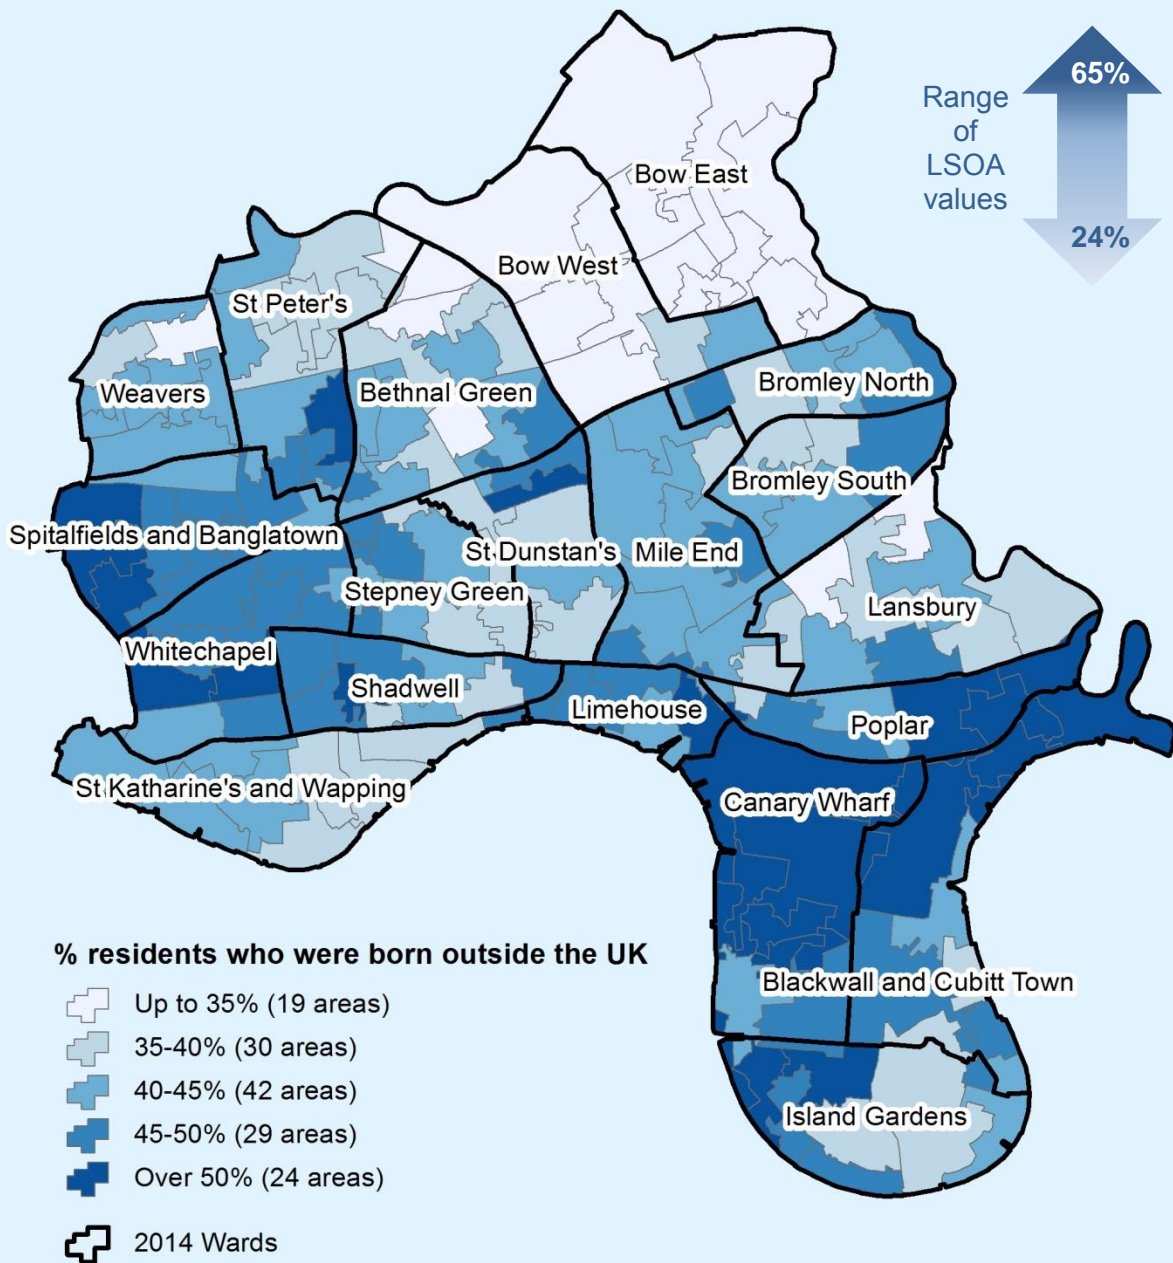 65%
Range
of
LSOA
values
24%
Bow East
Bow West
St Peter's
Weavers
Bethnal Green
Bromley North
Bromley South
Spitalfields and Banglatown
St Dunstan's
Mile End
Stepney Green
Lansbury
Whitechapel
Shadwell
Limehouse
Poplar
St Katharine's and Wapping
Canary Wharf
Blackwall and Cubitt Town
Island Gardens
% residents who were born outside the UK
Up to 35% (19 areas)
35-40% (30 areas)
40-45% (42 areas)
45-50% (29 areas)
Over 50% (24 areas)
2014 Wards